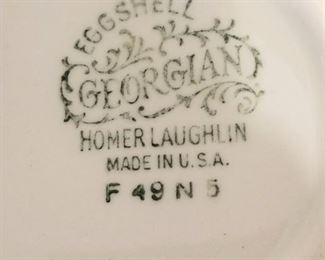 EGGSHELL
GEORGIAN
HOMER LAUGHLIN
MADE IN U.S.A.
F 49 N 5